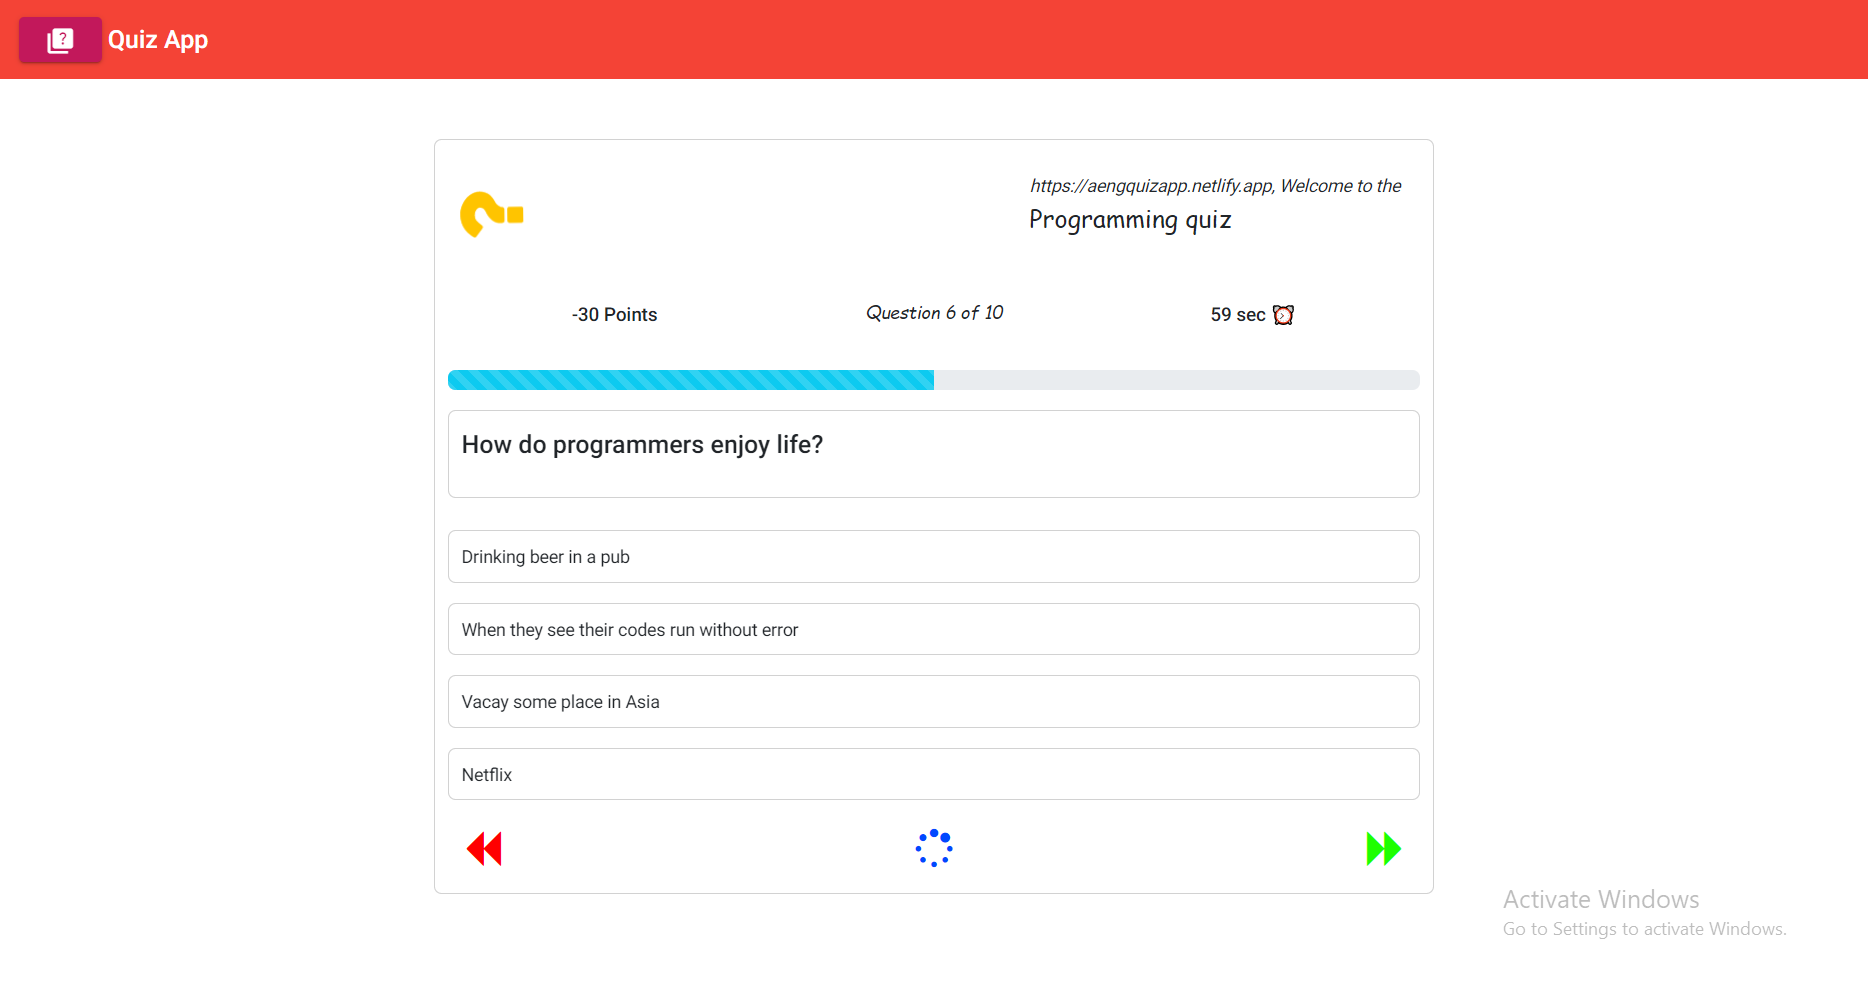 Quiz App
https://aengquizapp.netlify.app, Welcome to the
Programming quiz
-30 Points
Question 6 of 10
59 sec
How do programmers enjoy life?
Drinking beer in a pub
When they see their codes run without error
Vacay some place in Asia
Netflix
Activate Windows
Go to Settings to activate Windows.